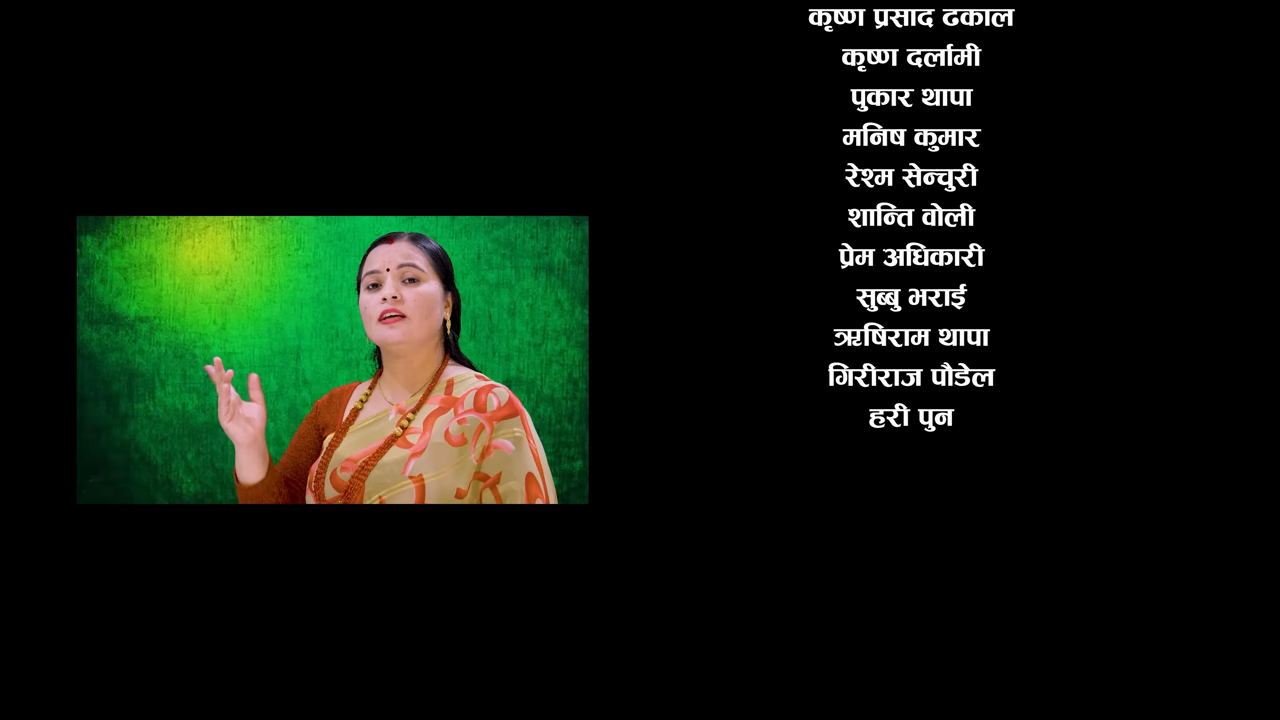 कृष्ण प्रसाद ढकाल
कृष्ण दर्लामी
पुकार थापा
मनिष कुमार
रेश्म सेन्चुरी
शान्ति वोली
प्रेम अधिकारी
सुब्बु भराई
ऋषिराम थापा
गिरीराज पौडेल
हरी पुन